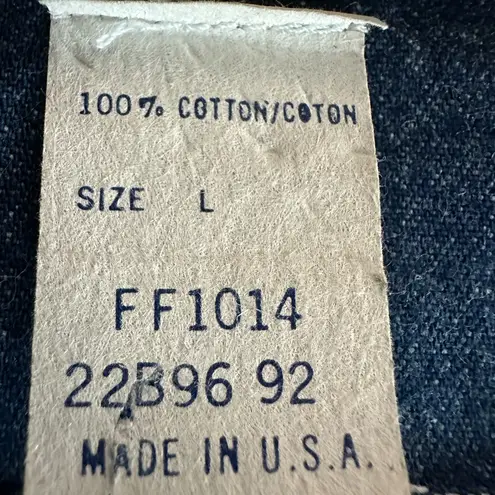 100% COTTON/COTON
SIZE L
FF1014
22B96 92
MADE IN U.S.A.